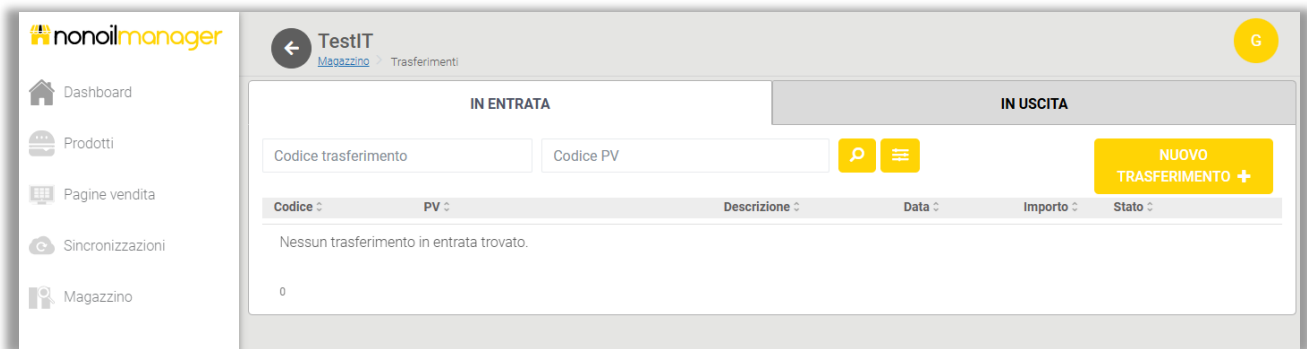 nonoilmanager
Dashboard
Prodotti
Pagine vendita
Sincronizzazioni
Magazzino
TestIT
Magazzino > Trasferimenti
G
IN ENTRATA
IN USCITA
Codice trasferimento
Codice PV
NUOVO
TRASFERIMENTO +
Codice PV Descrizione Data Importo Stato
Nessun trasferimento in entrata trovato.
0